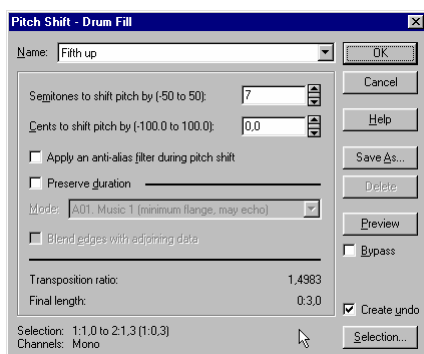 Pitch Shift - Drum Fill
Name: Fifth up
OK
Cancel
Semitones to shift pitch by (-50 to 50): 7
Help
Cents to shift pitch by (-100.0 to 100.0): 0,0
Apply an anti-alias filter during pitch shift
Save As...
Preserve duration
Delete
Mode: A01. Music 1 (minimum flange, may echo)
Preview
Blend edges with adjoining data
Bypass
Transposition ratio: 1,4983
Final length: 0:3,0
Create undo
Selection: 1:1,0 to 2:1,3 (1:0,3)
Channels: Mono
Selection...